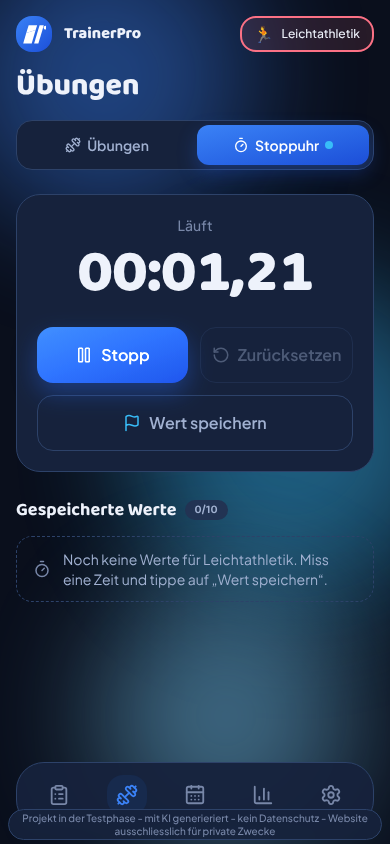 TrainerPro
Leichtathletik
Übungen
Übungen
Stoppuhr
Läuft
00:01,21
Stopp
Zurücksetzen
Wert speichern
Gespeicherte Werte
0/10
Noch keine Werte für Leichtathletik. Miss
eine Zeit und tippe auf „Wert speichern“.
Projekt in der Testphase - mit KI generieriert - kein Datenschutz - Website
ausschliesslich für private Zwecke